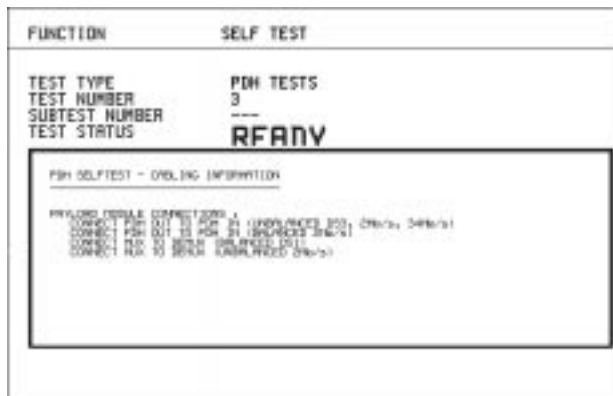 FUNCTION SELF TEST
TEST TYPE PDH TESTS
TEST NUMBER 3
SUBTEST NUMBER ---
TEST STATUS READY
PDH SELFTEST - CABLING INFORMATION
PAYLOAD MODULE CONNECTIONS :
CONNECT PDH OUT TO PDH IN (UNBALANCED DS3, 2Mb/s, 34Mb/s)
CONNECT PDH OUT TO PDH IN (BALANCED 2Mb/s)
CONNECT MUX TO DEMUX (BALANCED DS1)
CONNECT MUX TO DEMUX (UNBALANCED 2Mb/s)